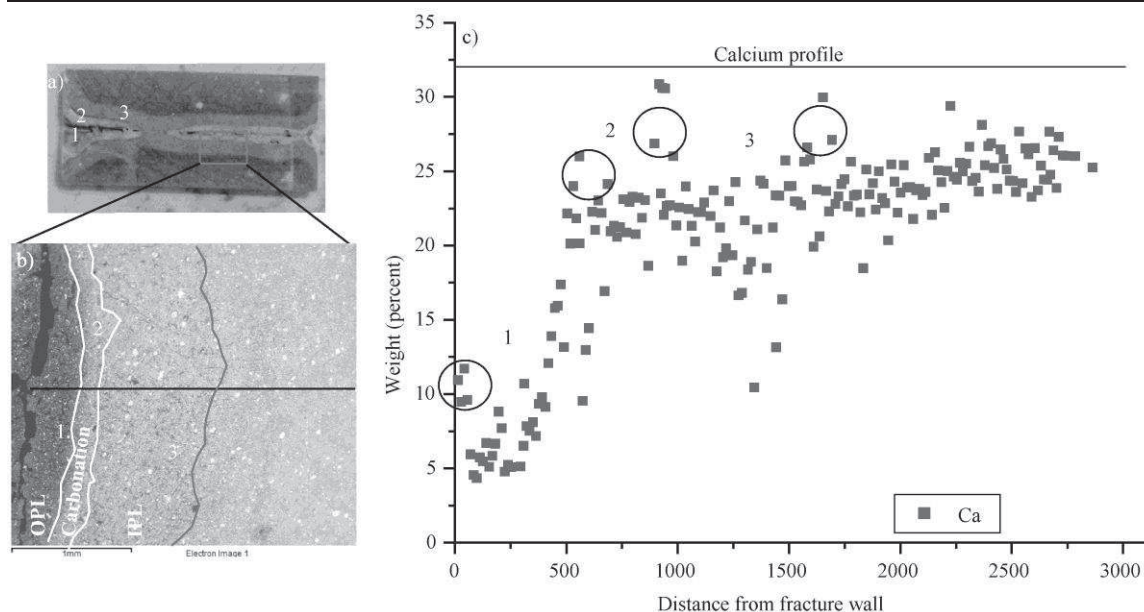 a)
2
3
1
b)
2
1
3
OPL
Carbonation
IPL
1mm
Electron Image 1
c)
Calcium profile
35
30
25
20
15
10
5
0
Weight (percent)
1
2
3
Ca
0
500
1000
1500
2000
2500
3000
Distance from fracture wall